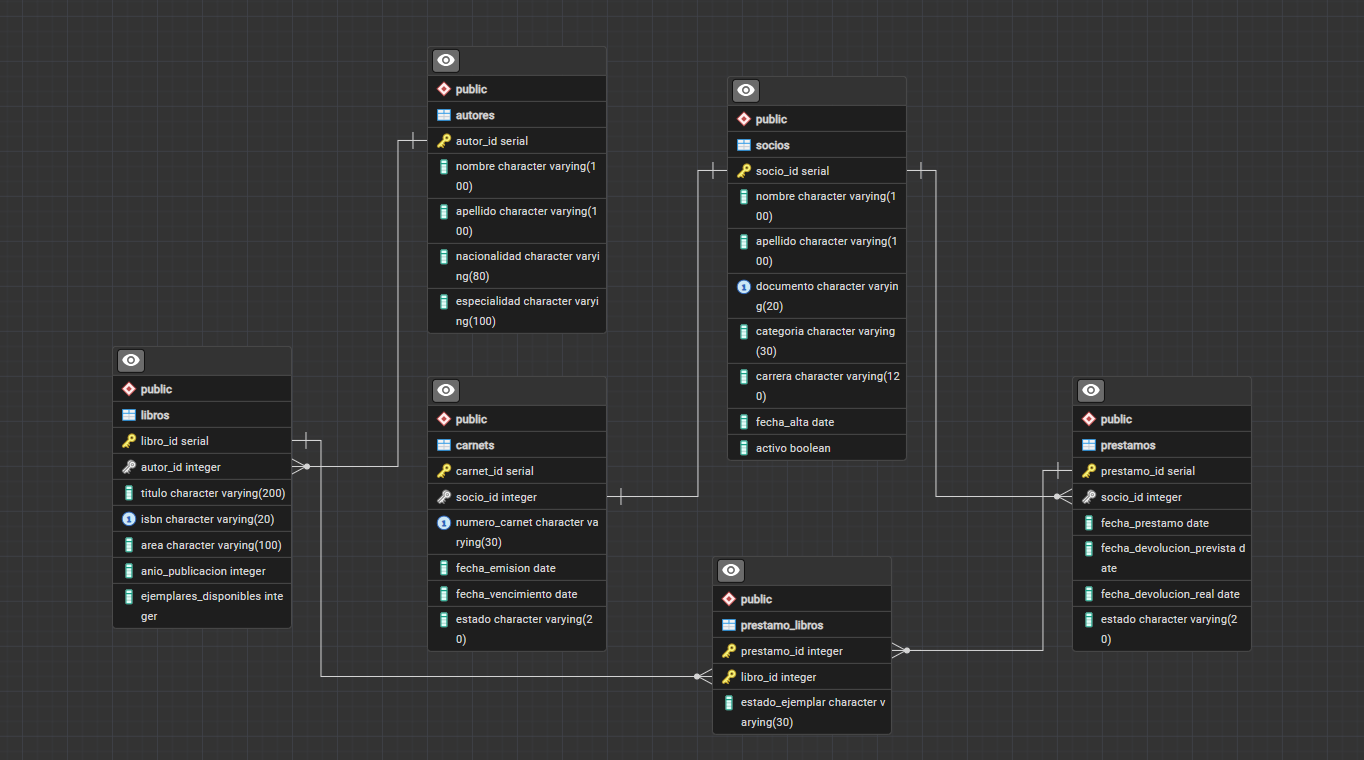 public
autores
autor_id serial
nombre character varying(1
00)
apellido character varying(1
00)
nacionalidad character varyi
ng(80)
especialidad character varyi
ng(100)
public
socios
socio_id serial
nombre character varying(1
00)
apellido character varying(1
00)
documento character varyin
g(20)
categoria character varying
(30)
carrera character varying(12
0)
fecha_alta date
activo boolean
public
libros
libro_id serial
autor_id integer
titulo character varying(200)
isbn character varying(20)
area character varying(100)
anio_publicacion integer
ejemplares_disponibles inte
ger
public
carnets
carnet_id serial
socio_id integer
numero_carnet character va
rying(30)
fecha_emision date
fecha_vencimiento date
estado character varying(2
0)
public
prestamos
prestamo_id serial
socio_id integer
fecha_prestamo date
fecha_devolucion_prevista d
ate
fecha_devolucion_real date
estado character varying(2
0)
public
prestamo_libros
prestamo_id integer
libro_id integer
estado_ejemplar character v
arying(30)